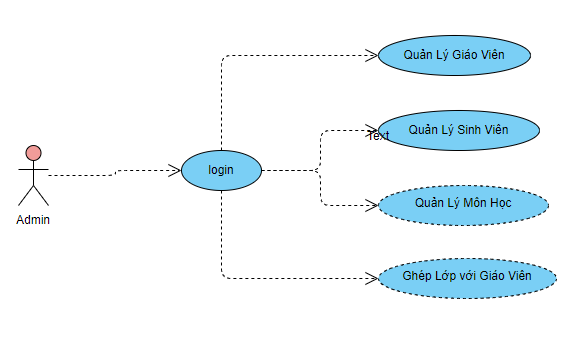 Quản Lý Giáo Viên
Text
Quản Lý Sinh Viên
login
Quản Lý Môn Học
Admin
Ghép Lớp với Giáo Viên